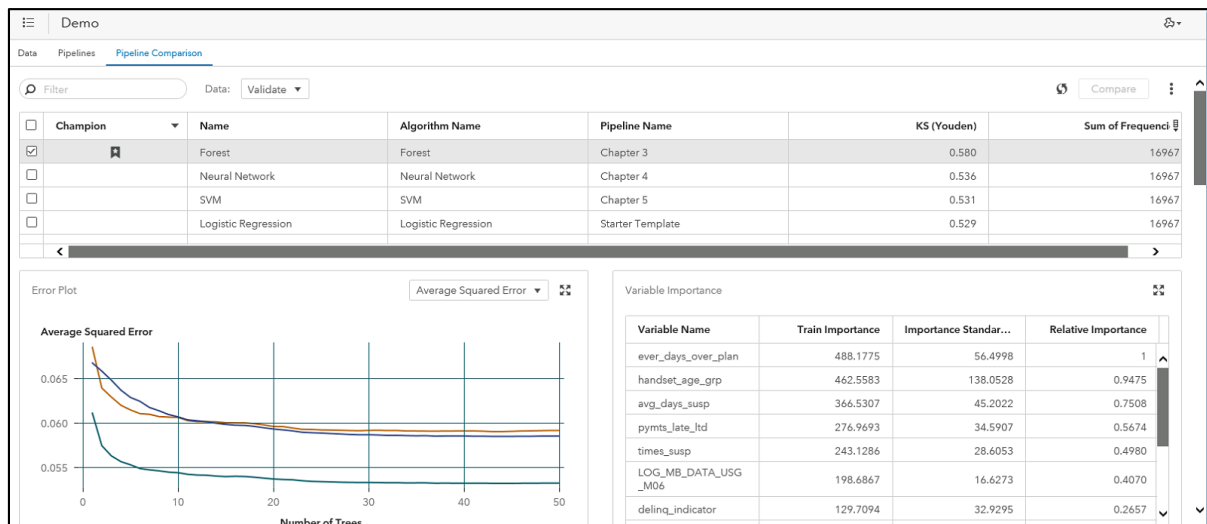 Demo
Data Pipelines Pipeline Comparison
Filter Data: Validate Compare
Champion Name Algorithm Name Pipeline Name KS (Youden) Sum of Frequenci
Forest Forest Chapter 3 0.580 16967
Neural Network Neural Network Chapter 4 0.536 16967
SVM SVM Chapter 5 0.531 16967
Logistic Regression Logistic Regression Starter Template 0.529 16967
Error Plot Average Squared Error
Average Squared Error
0.065
0.060
0.055
0 10 20 30 40 50
Number of Trees
Variable Importance
Variable Name Train Importance Importance Standar... Relative Importance
ever_days_over_plan 488.1775 56.4998 1
handset_age_grp 462.5583 138.0528 0.9475
avg_days_susp 366.5307 45.2022 0.7508
pymts_late_ltd 276.9693 34.5907 0.5674
times_susp 243.1286 28.6053 0.4980
LOG_MB_DATA_USG
_M06 198.6867 16.6273 0.4070
delinq_indicator 129.7094 32.9295 0.2657